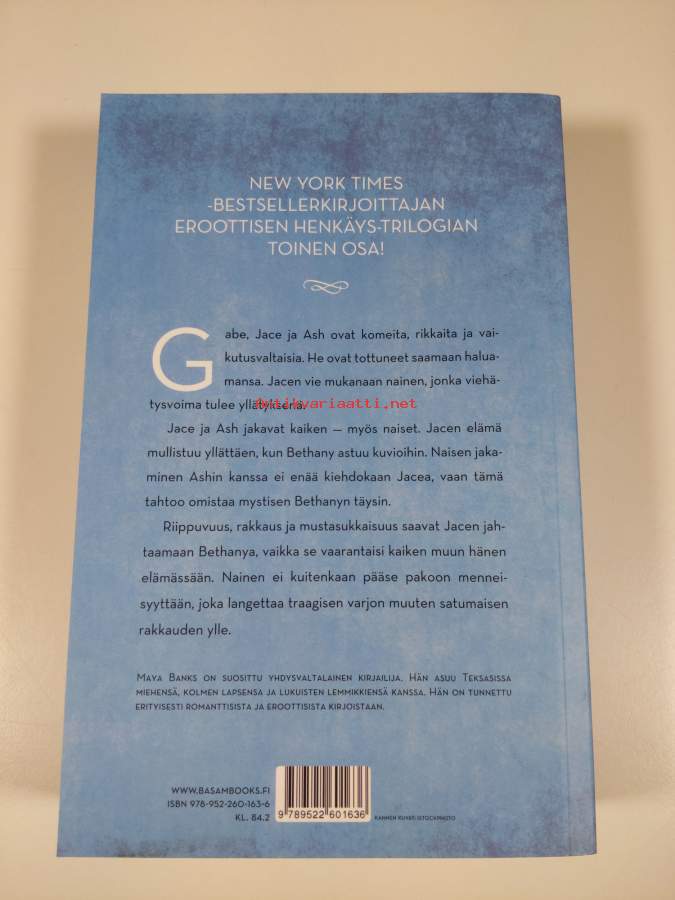 NEW YORK TIMES
-BESTSELLERKIRJOITTAJAN
EROOTTISEN HENKÄYS-TRILOGIAN
TOINEN OSA!
Gabe, Jace ja Ash ovat komeita, rikkaita ja vai-
kutusvaltaisia. He ovat tottuneet saamaan halua-
mansa. Jacen vie mukanaan nainen, jonka viehä-
tysvoima tulee yllätyksenä.
Antikvariaatti.net
Jace ja Ash jakavat kaiken – myös naiset. Jacen elämä
mullistuu yllättäen, kun Bethany astuu kuvioihin. Naisen jaka-
minen Ashin kanssa ei enää kiehdokaan Jacea, vaan tämä
tahtoo omistaa mystisen Bethanyn täysin.
Riippuvuus, rakkaus ja mustasukkaisuus saavat Jacen jah-
taamaan Bethanya, vaikka se vaarantaisi kaiken muun hänen
elämässään. Nainen ei kuitenkaan pääse pakoon mennei-
syyttään, joka langettaa traagisen varjon muuten satumaisen
rakkauden ylle.
MAYA BANKS ON SUOSITTU YHDYSVALTALAINEN KIRJAILIJA. HÄN ASUU TEKSASISSA
MIEHENSÄ, KOLMEN LAPSENSA JA LUKUISTEN LEMMIKKIENSÄ KANSSA. HÄN ON TUNNETTU
ERITYISESTI ROMANTTISISTA JA EROOTTISISTA KIRJOISTAAN.
WWW.BASAMBOOKS.FI
ISBN 978-952-260-163-6
KL. 84.2
9 789522 601636
KANNEN KUVAT: ISTOCKPHOTO